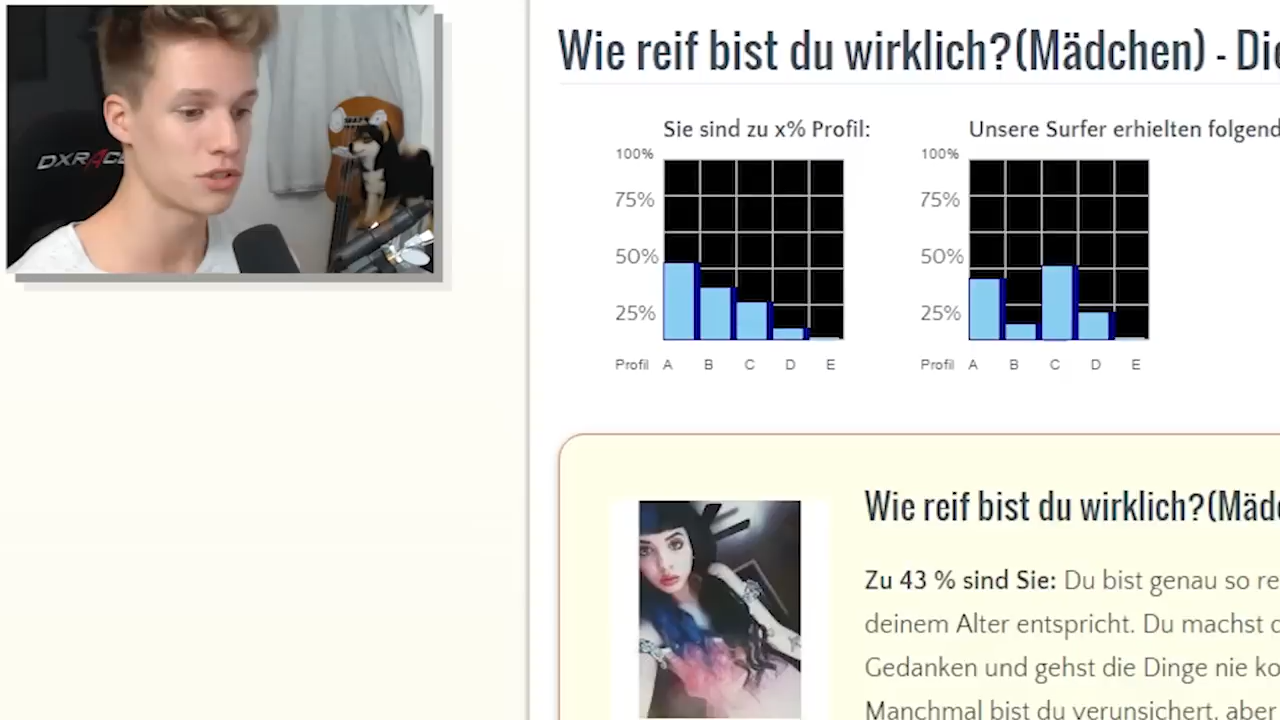 DXRAC
Wie reif bist du wirklich?(Mädchen) - Die
Sie sind zu x% Profil:
100%
75%
50%
25%
Profil A B C D E
Unsere Surfer erhielten folgend
100%
75%
50%
25%
Profil A B C D E
Wie reif bist du wirklich?(Mäd
Zu 43 % sind Sie: Du bist genau so re
deinem Alter entspricht. Du machst d
Gedanken und gehst die Dinge nie ko
Manchmal bist du verunsichert, aber